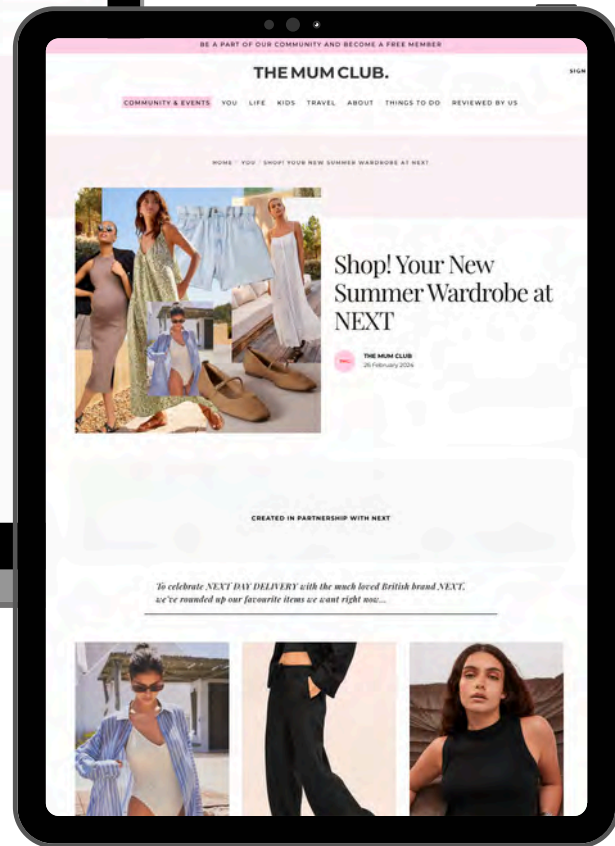 BE A PART OF OUR COMMUNITY AND BECOME A FREE MEMBER
THE MUM CLUB.
SIGN
COMMUNITY & EVENTS YOU LIFE KIDS TRAVEL ABOUT THINGS TO DO REVIEWED BY US
HOME / YOU / SHOP! YOUR NEW SUMMER WARDROBE AT NEXT
Shop! Your New
Summer Wardrobe at
NEXT
THE MUM CLUB
26 February 2024
CREATED IN PARTNERSHIP WITH NEXT
To celebrate NEXT DAY DELIVERY with the much loved British brand NEXT,
we've rounded up our favourite items we want right now...